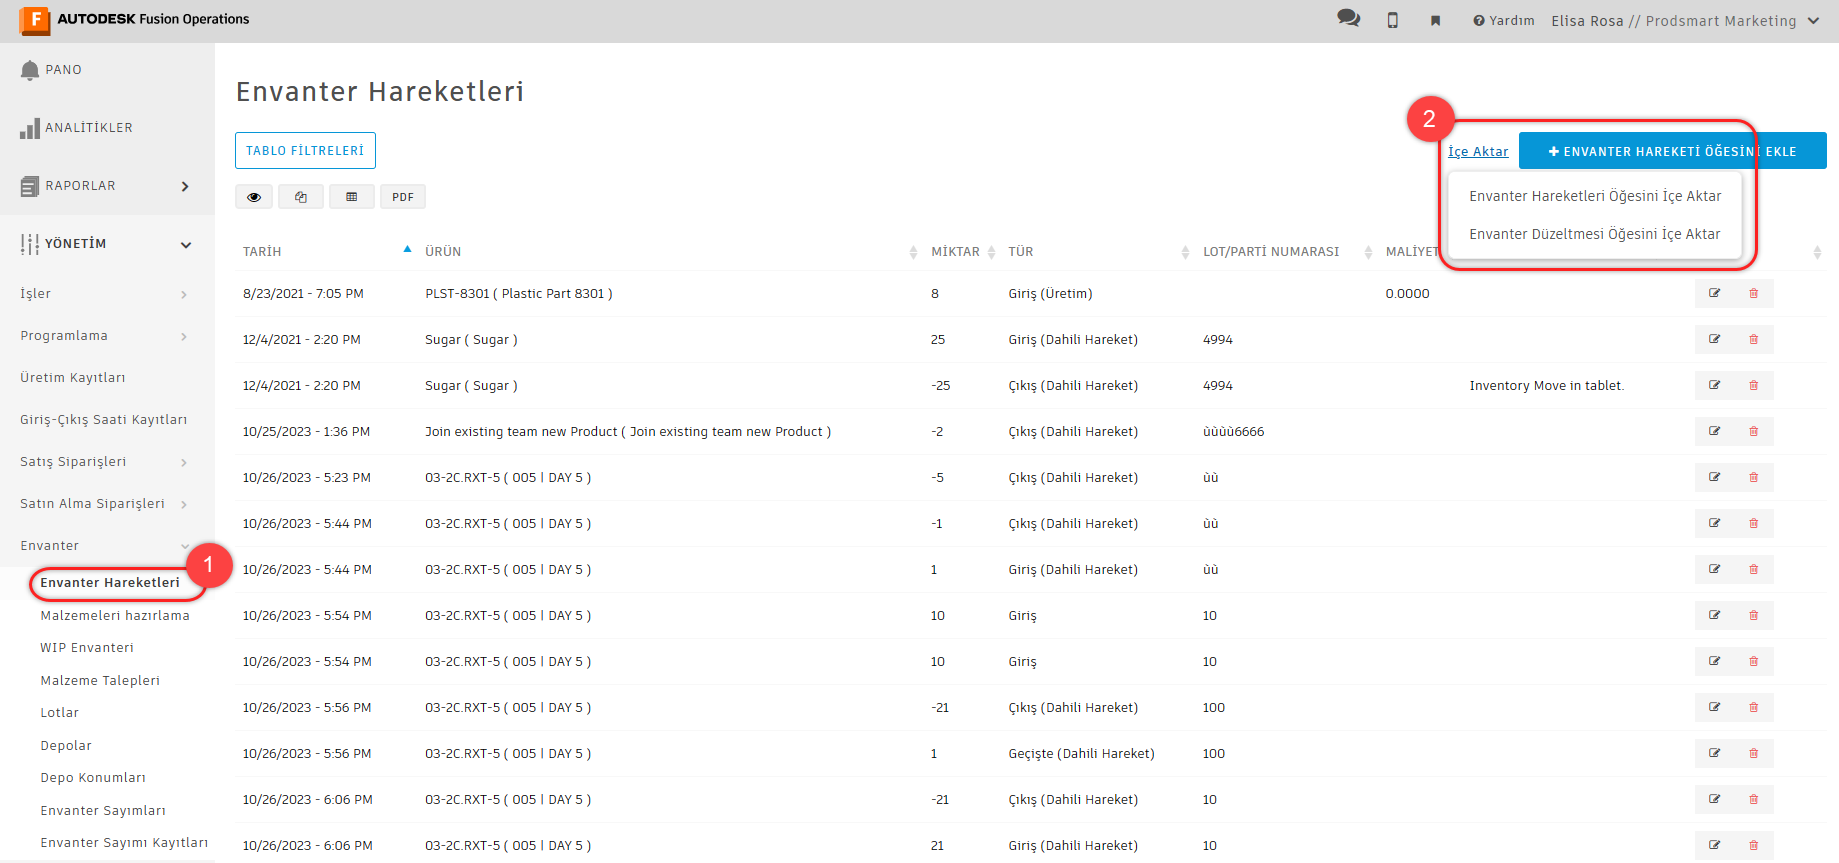 AUTODESK Fusion Operations
Yardım
Elisa Rosa // Prodsmart Marketing
PANO
ANALİTİKLER
RAPORLAR
YÖNETİM
İşler
Programlama
Üretim Kayıtları
Giriş-Çıkış Saati Kayıtları
Satış Siparişleri
Satın Alma Siparişleri
Envanter
1
Envanter Hareketleri
Malzemeleri hazırlama
WIP Envanteri
Malzeme Talepleri
Lotlar
Depolar
Depo Konumları
Envanter Sayımları
Envanter Sayımı Kayıtları
Envanter Hareketleri
2
TABLO FİLTRELERİ
İçe Aktar
+ ENVANTER HAREKETİ ÖĞESİNİ EKLE
Envanter Hareketleri Öğesini İçe Aktar
Envanter Düzeltmesi Öğesini İçe Aktar
PDF
TARİH ÜRÜN MİKTAR TÜR LOT/PARTİ NUMARASI MALİYET
8/23/2021 - 7:05 PM PLST-8301 ( Plastic Part 8301 ) 8 Giriş (Üretim) 0.0000
12/4/2021 - 2:20 PM Sugar ( Sugar ) 25 Giriş (Dahili Hareket) 4994
12/4/2021 - 2:20 PM Sugar ( Sugar ) -25 Çıkış (Dahili Hareket) 4994 Inventory Move in tablet.
10/25/2023 - 1:36 PM Join existing team new Product ( Join existing team new Product ) -2 Çıkış (Dahili Hareket) ùùùù6666
10/26/2023 - 5:23 PM 03-2C.RXT-5 ( 005 | DAY 5 ) -5 Çıkış (Dahili Hareket) ùù
10/26/2023 - 5:44 PM 03-2C.RXT-5 ( 005 | DAY 5 ) -1 Çıkış (Dahili Hareket) ùù
10/26/2023 - 5:44 PM 03-2C.RXT-5 ( 005 | DAY 5 ) 1 Giriş (Dahili Hareket) ùù
10/26/2023 - 5:54 PM 03-2C.RXT-5 ( 005 | DAY 5 ) 10 Giriş 10
10/26/2023 - 5:54 PM 03-2C.RXT-5 ( 005 | DAY 5 ) 10 Giriş 10
10/26/2023 - 5:56 PM 03-2C.RXT-5 ( 005 | DAY 5 ) -21 Çıkış (Dahili Hareket) 100
10/26/2023 - 5:56 PM 03-2C.RXT-5 ( 005 | DAY 5 ) 1 Geçişte (Dahili Hareket) 100
10/26/2023 - 6:06 PM 03-2C.RXT-5 ( 005 | DAY 5 ) -21 Çıkış (Dahili Hareket) 10
10/26/2023 - 6:06 PM 03-2C.RXT-5 ( 005 | DAY 5 ) 21 Giriş (Dahili Hareket) 10